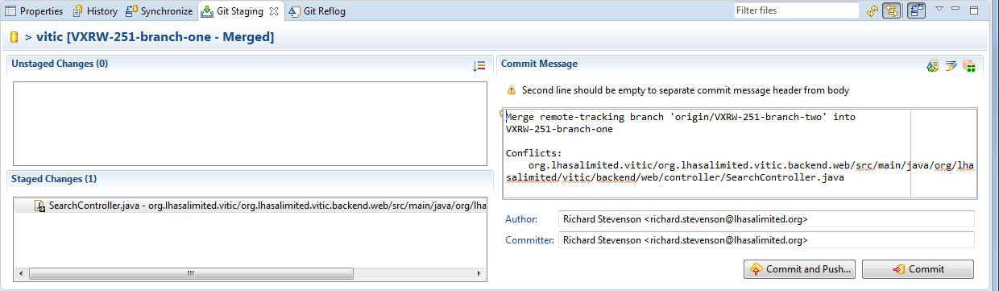 Properties History Synchronize Git Staging Git Reflog Filter files
> vitic [VXRW-251-branch-one - Merged]
Unstaged Changes (0)
Staged Changes (1)
SearchController.java - org.lhasalimited.vitic/org.lhasalimited.vitic.backend.web/src/main/java/org/lha
Commit Message
Second line should be empty to separate commit message header from body
Merge remote-tracking branch 'origin/VXRW-251-branch-two' into
VXRW-251-branch-one
Conflicts:
org.lhasalimited.vitic/org.lhasalimited.vitic.backend.web/src/main/java/org/lha
salimited/vitic/backend/web/controller/SearchController.java
Author: Richard Stevenson <richard.stevenson@lhasalimited.org>
Committer: Richard Stevenson <richard.stevenson@lhasalimited.org>
Commit and Push... Commit